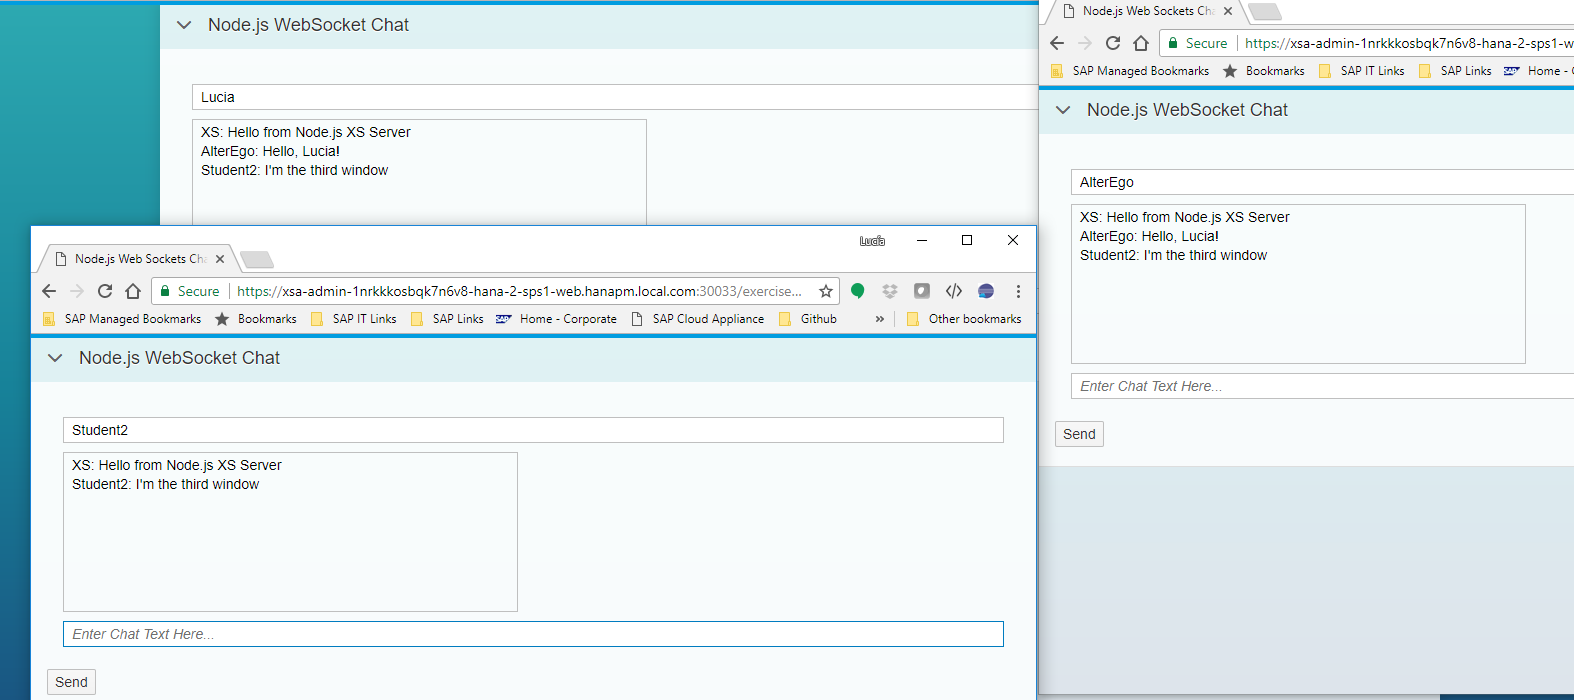 Node.js WebSocket Chat
Lucia
XS: Hello from Node.js XS Server
AlterEgo: Hello, Lucia!
Student2: I'm the third window
Lucia
Node.js Web Sockets Cha
Secure
https://xsa-admin-1nrkkkosbqk7n6v8-hana-2-sps1-web.hanapm.local.com:30033/exercise...
SAP Managed Bookmarks
Bookmarks
SAP IT Links
SAP Links
SAP
Home - Corporate
SAP Cloud Appliance
Github
»
Other bookmarks
Node.js WebSocket Chat
Student2
XS: Hello from Node.js XS Server
Student2: I'm the third window
Enter Chat Text Here...
Send
Node.js Web Sockets Cha
Secure
https://xsa-admin-1nrkkkosbqk7n6v8-hana-2-sps1-w
SAP Managed Bookmarks
Bookmarks
SAP IT Links
SAP Links
SAP
Home -
Node.js WebSocket Chat
AlterEgo
XS: Hello from Node.js XS Server
AlterEgo: Hello, Lucia!
Student2: I'm the third window
Enter Chat Text Here...
Send